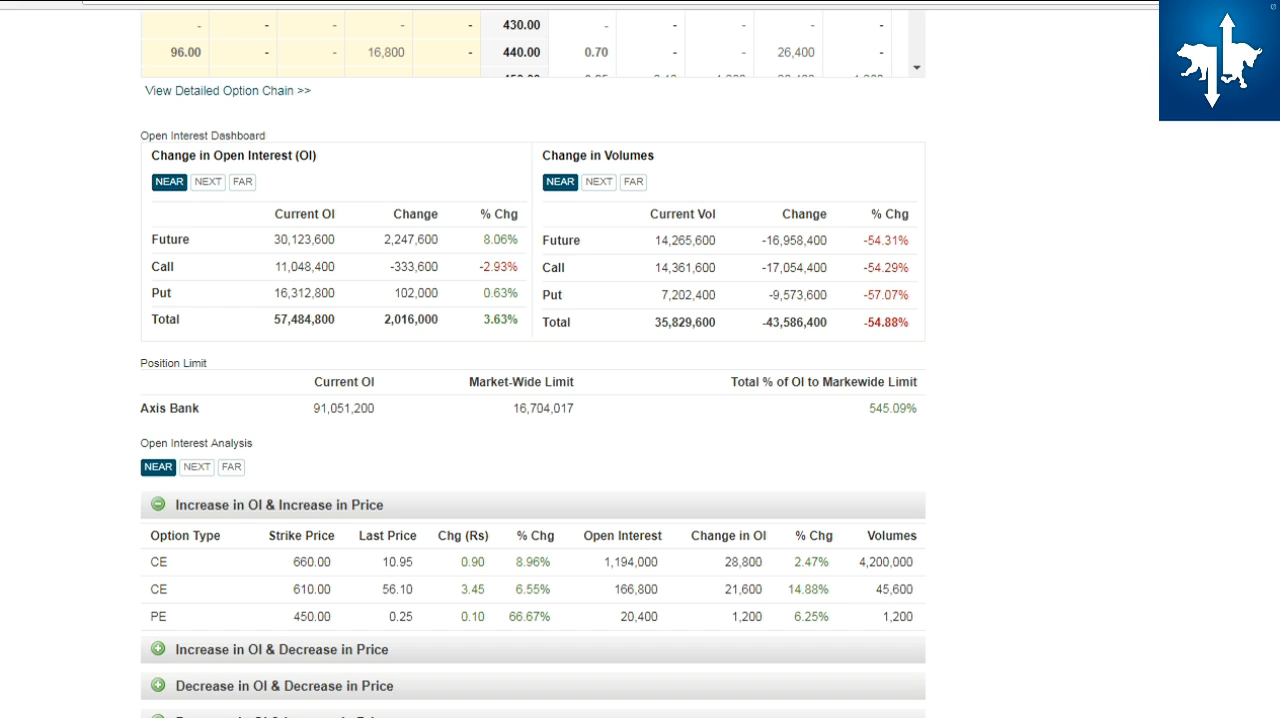 - - - - - 430.00 - - - - -
96.00 - - 16,800 - 440.00 0.70 - - 26,400 -
View Detailed Option Chain >>
Open Interest Dashboard
Change in Open Interest (OI)
NEAR NEXT FAR
Current OI Change % Chg
Future 30,123,600 2,247,600 8.06%
Call 11,048,400 -333,600 -2.93%
Put 16,312,800 102,000 0.63%
Total 57,484,800 2,016,000 3.63%
Change in Volumes
NEAR NEXT FAR
Current Vol Change % Chg
Future 14,265,600 -16,958,400 -54.31%
Call 14,361,600 -17,054,400 -54.29%
Put 7,202,400 -9,573,600 -57.07%
Total 35,829,600 -43,586,400 -54.88%
Position Limit
Current OI Market-Wide Limit Total % of OI to Markewide Limit
Axis Bank 91,051,200 16,704,017 545.09%
Open Interest Analysis
NEAR NEXT FAR
Increase in OI & Increase in Price
Option Type Strike Price Last Price Chg (Rs) % Chg Open Interest Change in OI % Chg Volumes
CE 660.00 10.95 0.90 8.96% 1,194,000 28,800 2.47% 4,200,000
CE 610.00 56.10 3.45 6.55% 166,800 21,600 14.88% 45,600
PE 450.00 0.25 0.10 66.67% 20,400 1,200 6.25% 1,200
Increase in OI & Decrease in Price
Decrease in OI & Decrease in Price